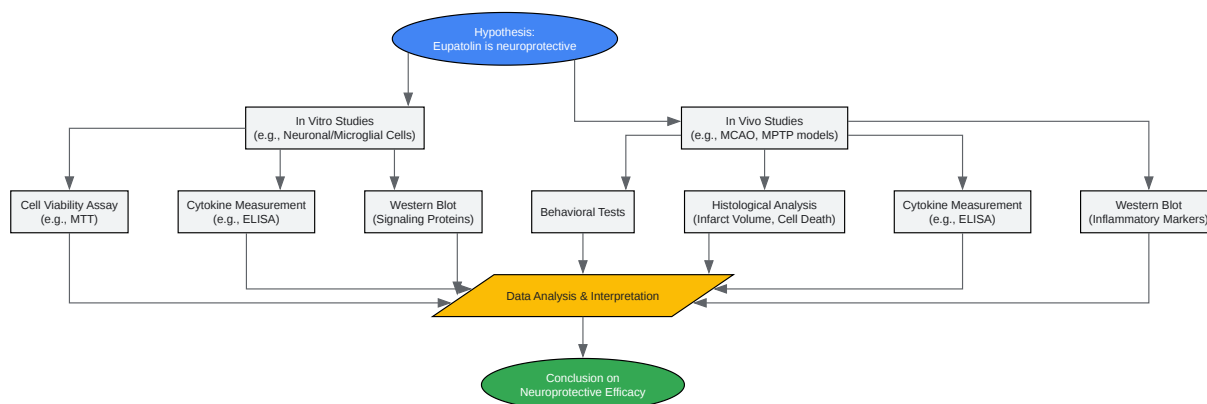 Hypothesis:
Eupatolin is neuroprotective
In Vitro Studies
(e.g., Neuronal/Microglial Cells)
In Vivo Studies
(e.g., MCAO, MPTP models)
Cell Viability Assay
(e.g., MTT)
Cytokine Measurement
(e.g., ELISA)
Western Blot
(Signaling Proteins)
Behavioral Tests
Histological Analysis
(Infarct Volume, Cell Death)
Cytokine Measurement
(e.g., ELISA)
Western Blot
(Inflammatory Markers)
Data Analysis & Interpretation
Conclusion on
Neuroprotective Efficacy